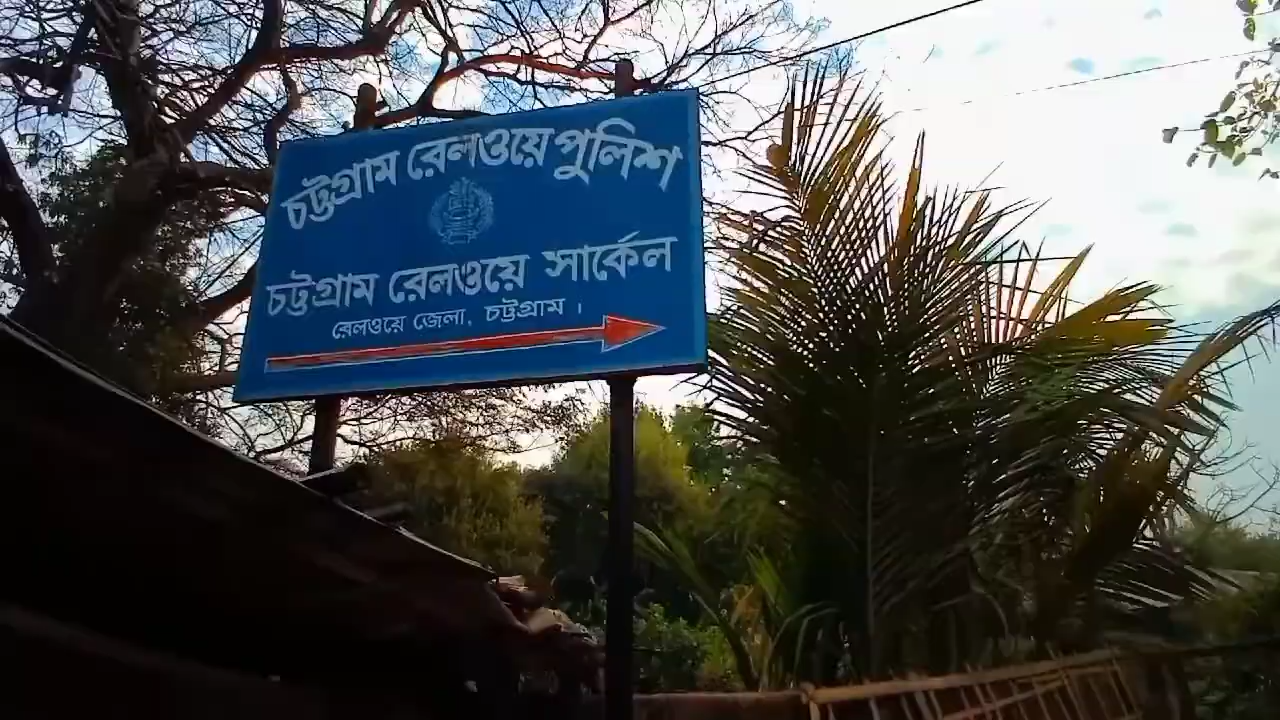 চট্টগ্রাম রেলওয়ে পুলিশ
চট্টগ্রাম রেলওয়ে সার্কেল
রেলওয়ে জেলা, চট্টগ্রাম ।